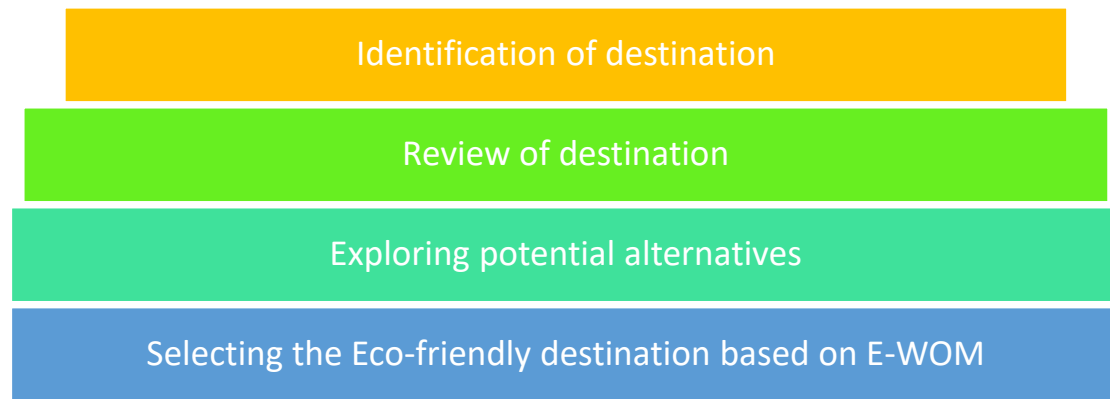 Identification of destination
Review of destination
Exploring potential alternatives
Selecting the Eco-friendly destination based on E-WOM